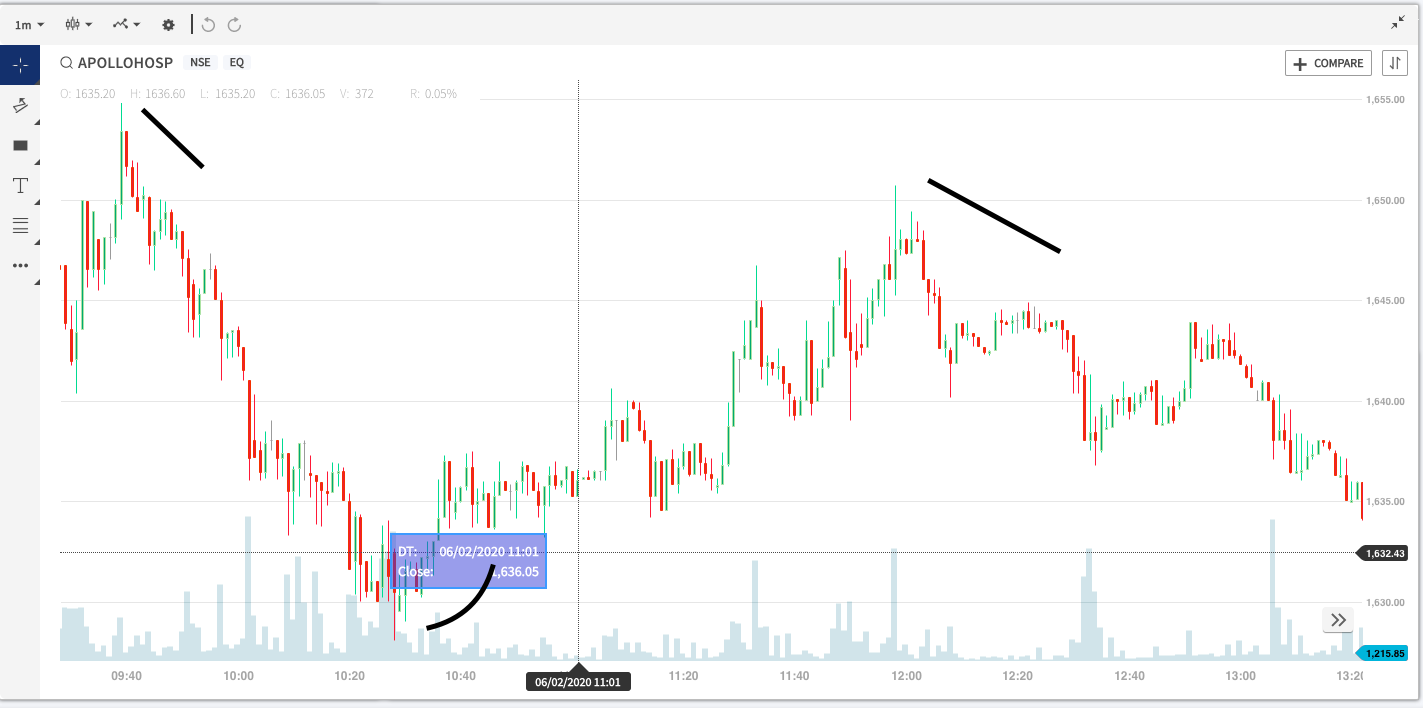 1m
APOLLOHOSP NSE EQ
COMPARE
O: 1635.20 H: 1636.60 L: 1635.20 C: 1636.05 V: 372 R: 0.05%
1,655.00
1,650.00
1,645.00
1,640.00
1,635.00
DT: 06/02/2020 11:01
1,632.43
Close: 1,636.05
1,630.00
1,215.85
09:40 10:00 10:20 10:40 11:20 11:40 12:00 12:20 12:40 13:00 13:20
06/02/2020 11:01